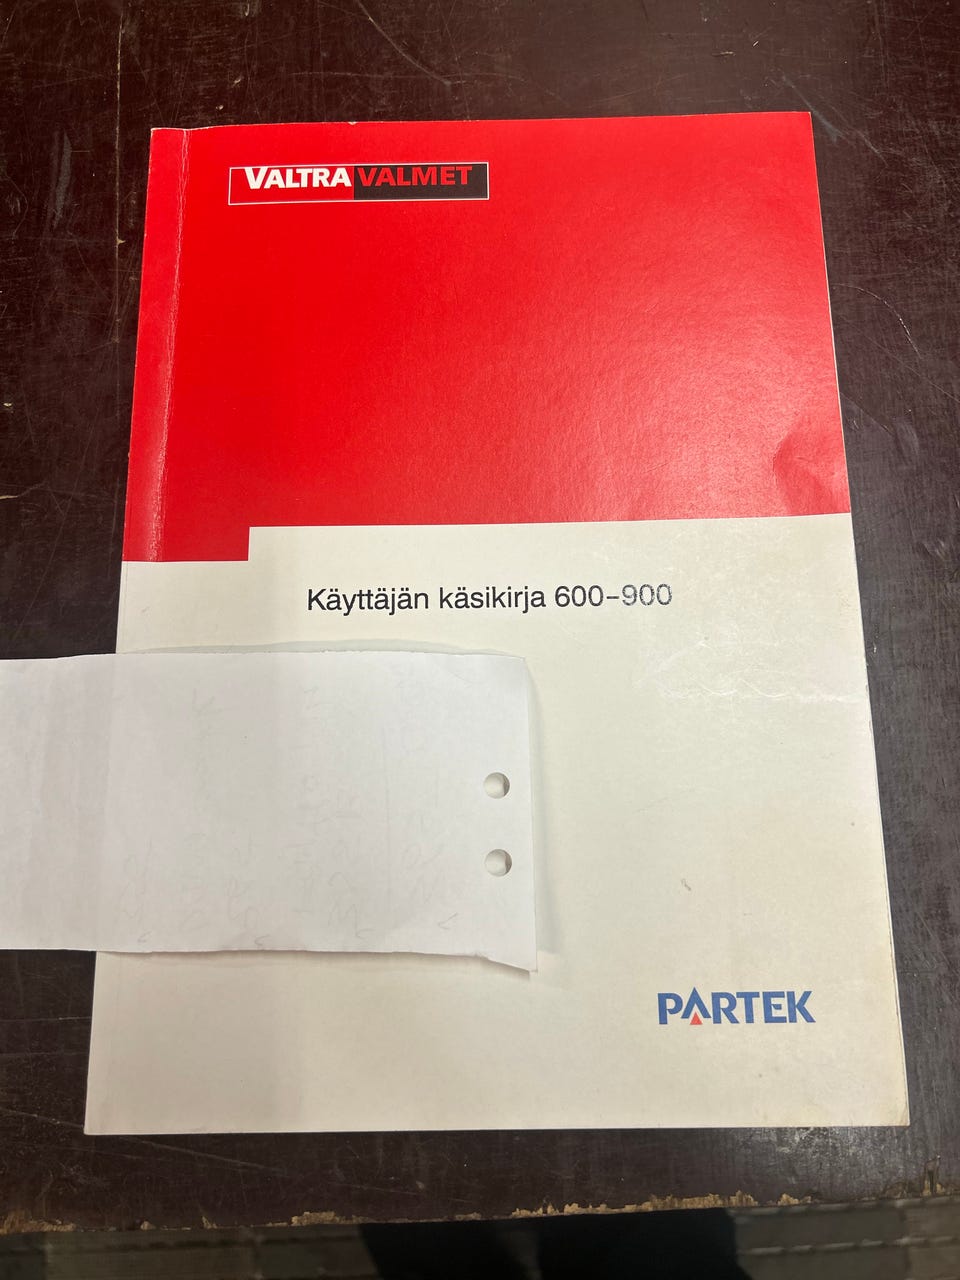 VALTRA VALMET
Käyttäjän käsikirja 600-900
PARTEK